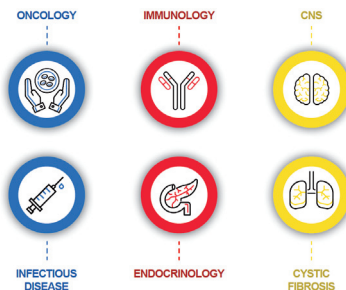 ONCOLOGY
IMMUNOLOGY
CNS
INFECTIOUS
DISEASE
ENDOCRINOLOGY
CYSTIC
FIBROSIS